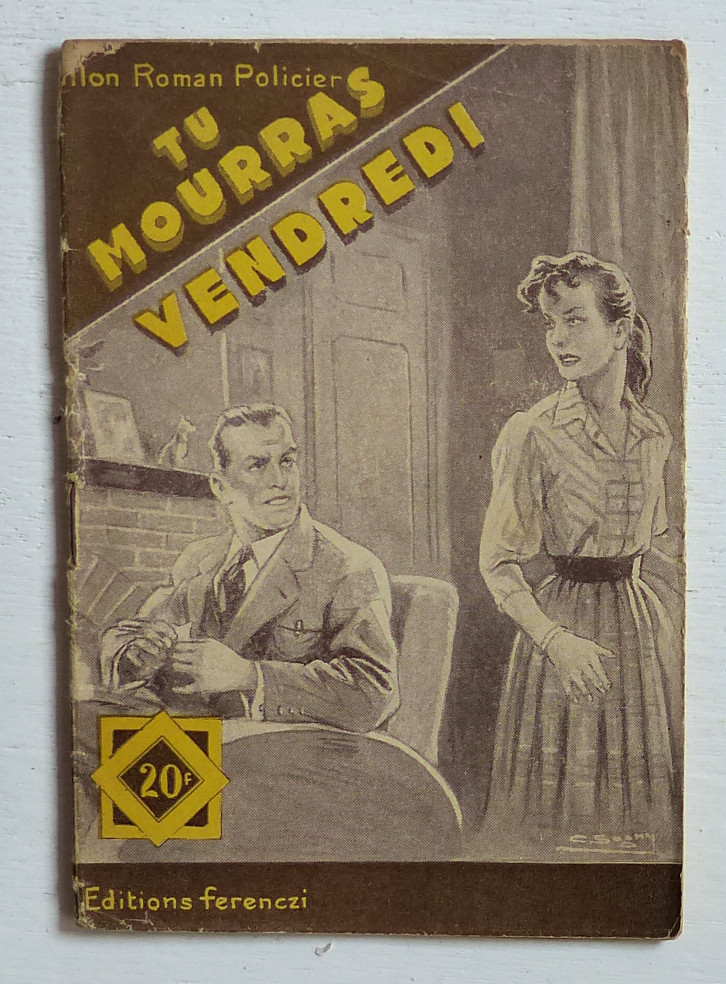 Mon Roman Policier
TU
MOURRAS
VENDREDI
20F
Editions Ferenczi